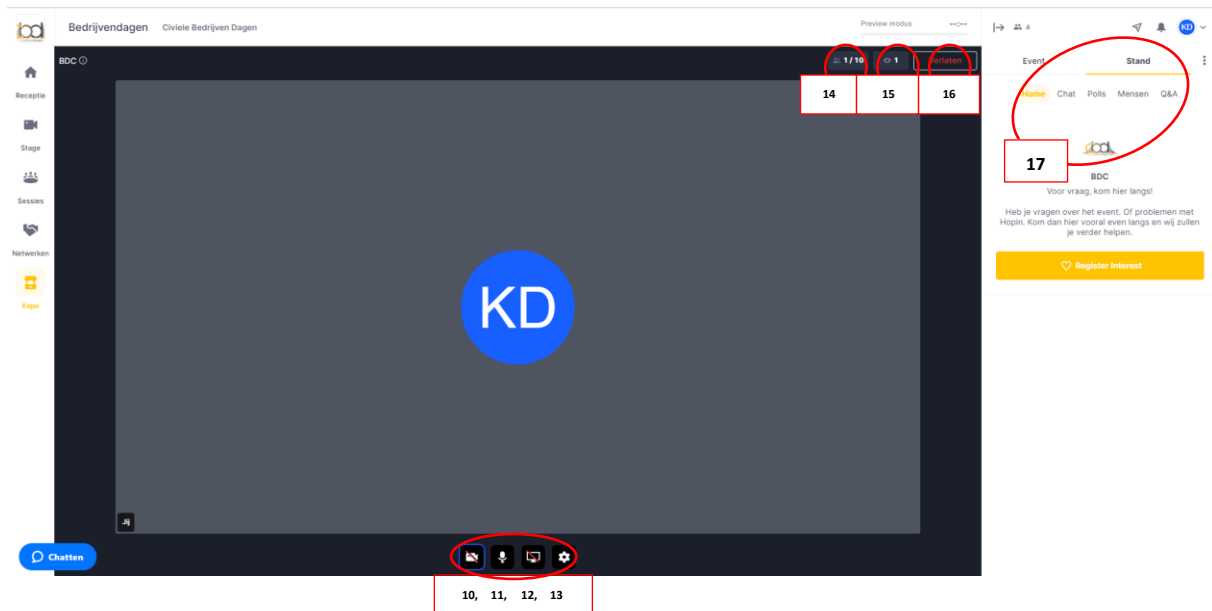 Bedrijvendagen Civiele Bedrijven Dagen
Preview modus --:--
4
KD
BDC
1 / 10
1
Verlaten
Event Stand
Receptie
14 15 16
Home Chat Polls Mensen Q&A
Stage
17
BDC
Sessies
Voor vraag, kom hier langs!
Heb je vragen over het event. Of problemen met
Hopin. Kom dan hier vooral even langs en wij zullen
je verder helpen.
Netwerken
Register Interest
Expo
KD
Jij
Chatten
10, 11, 12, 13